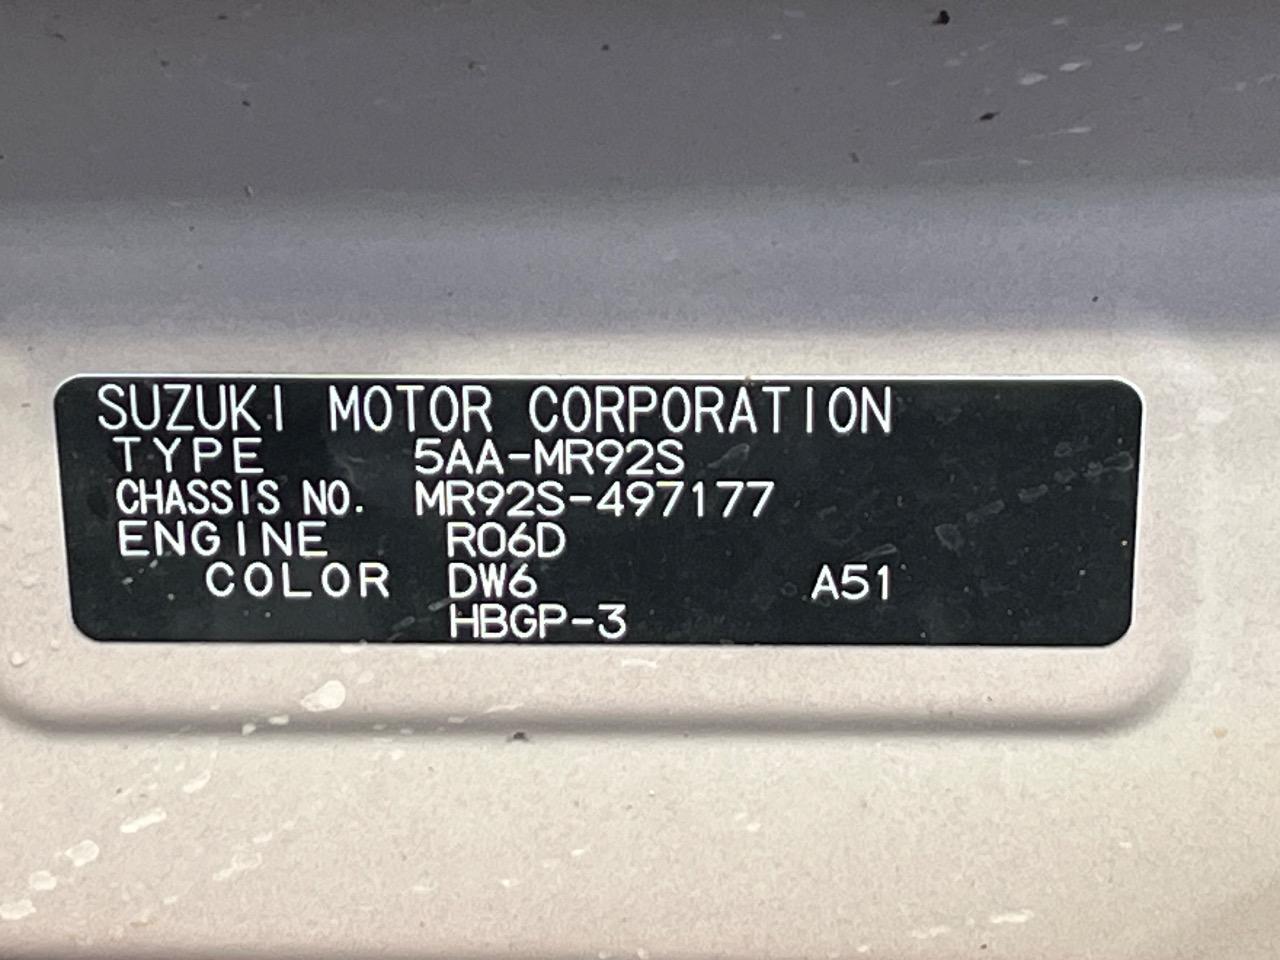 SUZUKI MOTOR CORPORATION
TYPE 5AA-MR92S
CHASSIS NO. MR92S-497177
ENGINE R06D
COLOR DW6 A51
HBGP-3